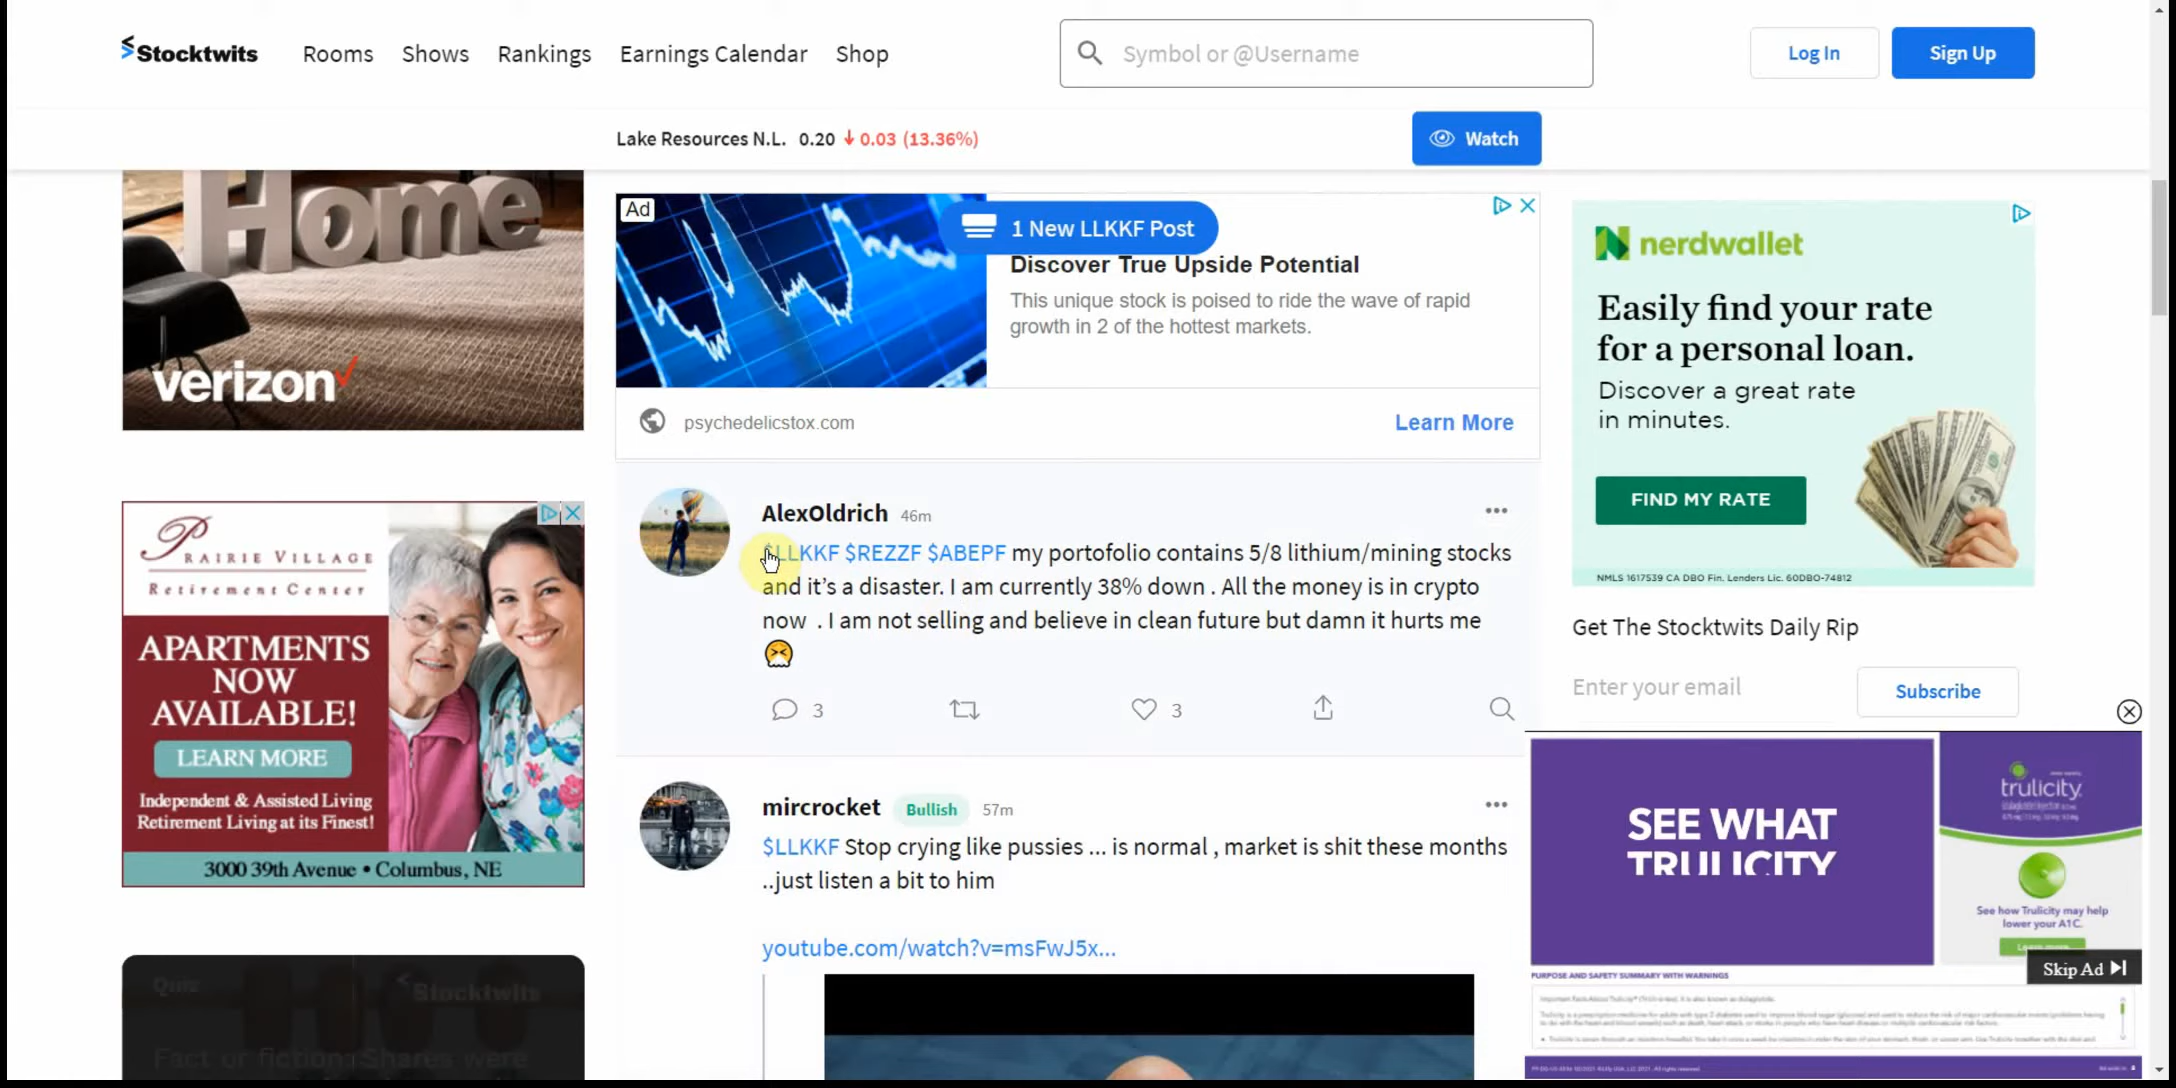 Stocktwits
Rooms
Shows
Rankings
Earnings Calendar
Shop
Symbol or @Username
Log In
Sign Up
Lake Resources N.L. 0.20 ↓ 0.03 (13.36%)
Watch
Home
verizon
Ad
1 New LLKKF Post
Discover True Upside Potential
This unique stock is poised to ride the wave of rapid
growth in 2 of the hottest markets.
psychedelicstox.com
Learn More
nerdwallet
Easily find your rate
for a personal loan.
Discover a great rate
in minutes.
FIND MY RATE
NMLS 1617539 CA DBO Fin. Lenders Lic. 60DBO-74812
PRAIRIE VILLAGE
Retirement Center
APARTMENTS
NOW
AVAILABLE!
LEARN MORE
Independent & Assisted Living
Retirement Living at its Finest!
3000 39th Avenue • Columbus, NE
AlexOldrich 46m
$LLKKF $REZZF $ABEPF my portofolio contains 5/8 lithium/mining stocks
and it's a disaster. I am currently 38% down . All the money is in crypto
now . I am not selling and believe in clean future but damn it hurts me
3
3
mircrocket Bullish 57m
$LLKKF Stop crying like pussies ... is normal , market is shit these months
..just listen a bit to him
youtube.com/watch?v=msFwJ5x...
Get The Stocktwits Daily Rip
Enter your email
Subscribe
SEE WHAT
TRULICITY
trulicity
See how Trulicity may help
lower your A1C.
Learn more
Skip Ad
PURPOSE AND SAFETY SUMMARY WITH WARNINGS
Quiz
Stocktwits
Fact or fiction: Shares were